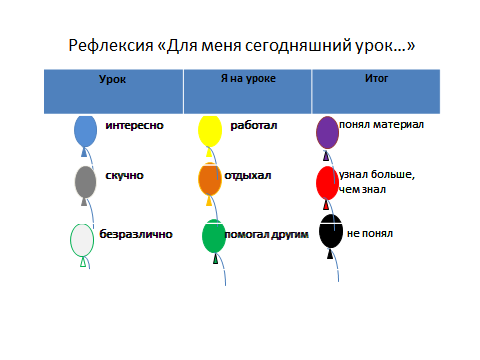 Рефлексия «Для меня сегодняшний урок…»
Урок
Я на уроке
Итог
интересно
работал
понял материал
скучно
отдыхал
узнал больше,
чем знал
безразлично
помогал другим
не понял